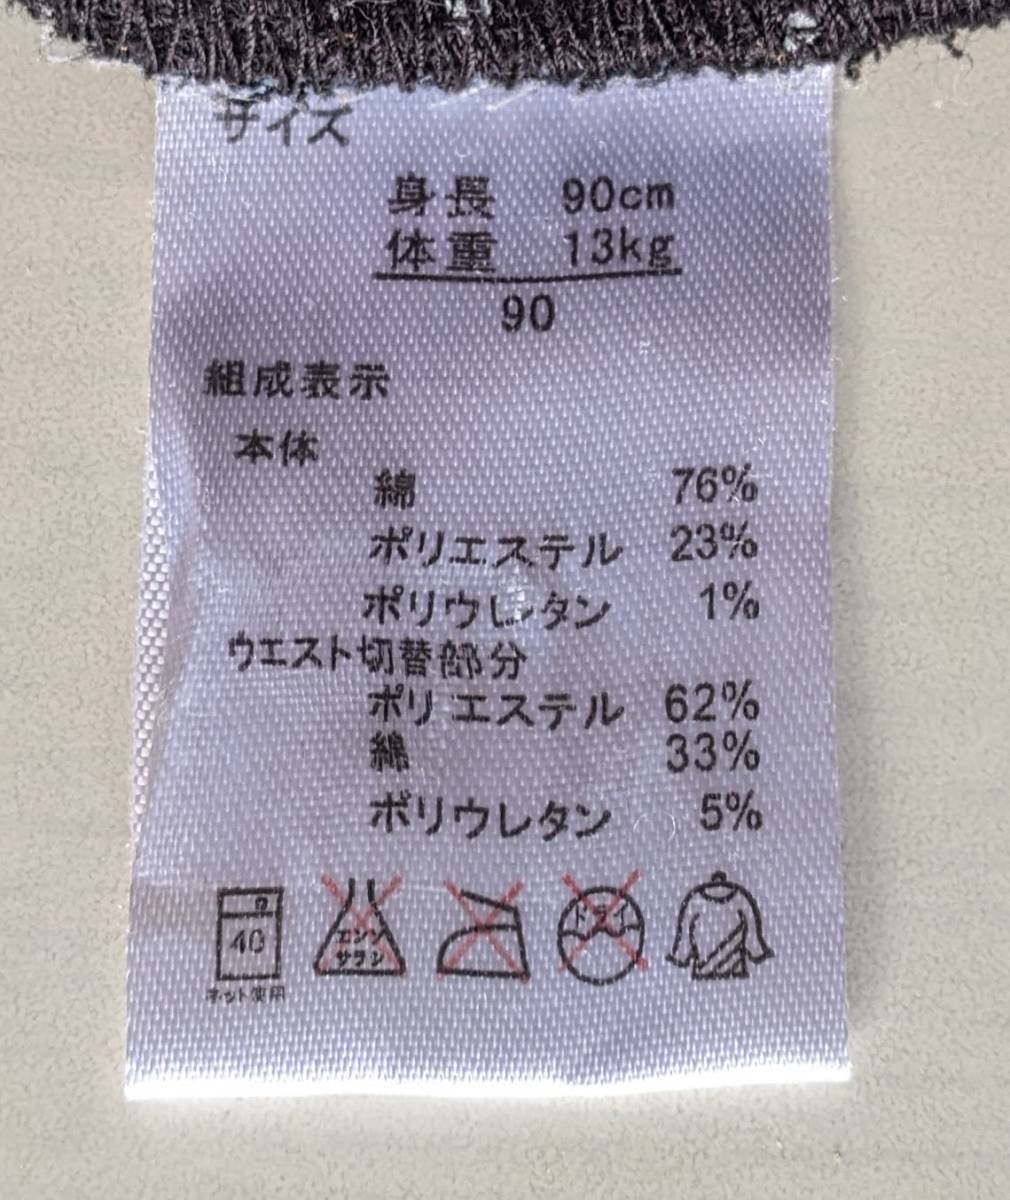 サイズ
身長 90cm
体重 13kg
90
組成表示
本体
綿 76%
ポリエステル 23%
ポリウレタン 1%
ウエスト切替部分
ポリエステル 62%
綿 33%
ポリウレタン 5%
40
エンソ
サラシ
ドライ
ネット使用